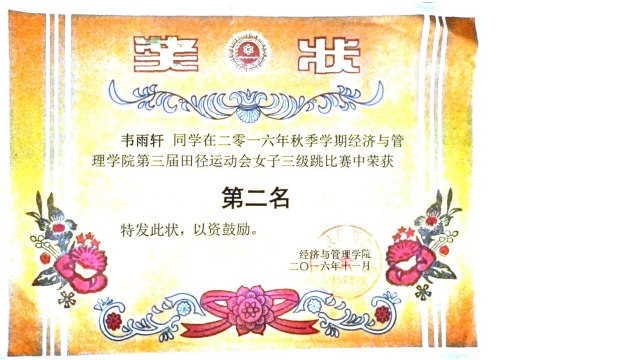 奖 状
韦雨轩 同学在二零一六年秋季学期经济与管
理学院第三届田径运动会女子三级跳比赛中荣获
第二名
特发此状，以资鼓励。
经济与管理学院
二〇一六年十一月